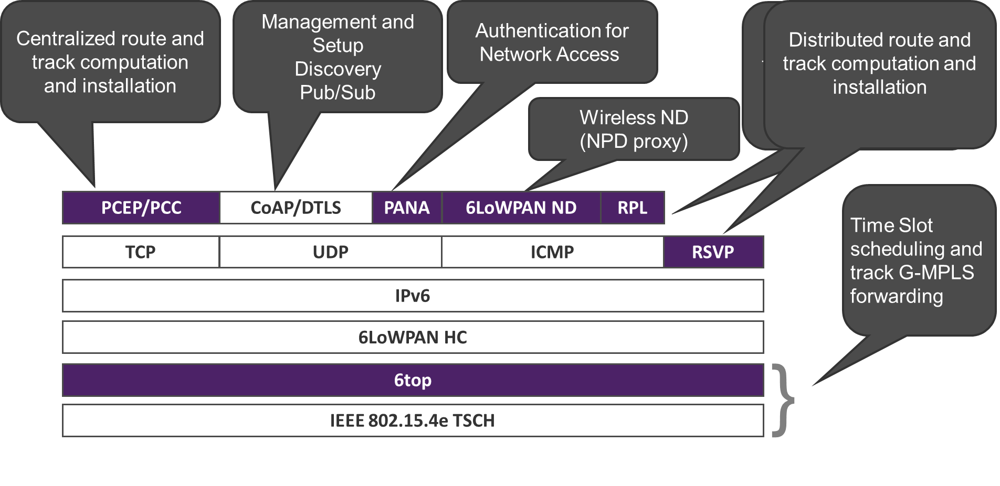 Centralized route and
track computation
and installation
Management and
Setup
Discovery
Pub/Sub
Authentication for
Network Access
Wireless ND
(NPD proxy)
Distributed route and
track computation and
installation
Time Slot
scheduling and
track G-MPLS
forwarding
PCEP/PCC
CoAP/DTLS
PANA
6LoWPAN ND
RPL
TCP
UDP
ICMP
RSVP
IPv6
6LoWPAN HC
6top
IEEE 802.15.4e TSCH
}